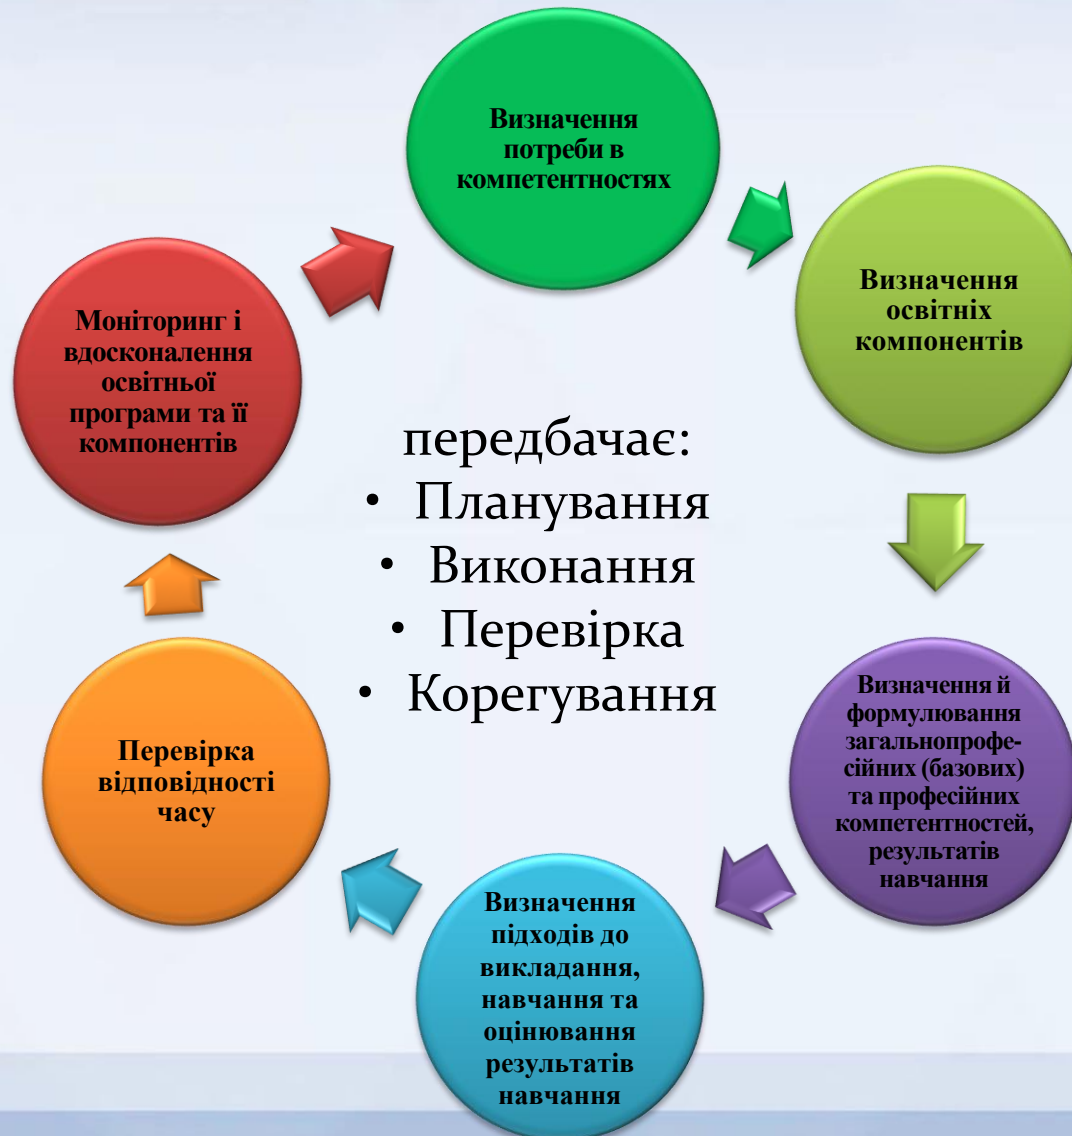 Визначення
потреби в
компетентностях
Визначення
освітніх
компонентів
Визначення й
формулювання
загальнопрофе-
сійних (базових)
та професійних
компетентностей,
результатів
навчання
Визначення
підходів до
викладання,
навчання та
оцінювання
результатів
навчання
Перевірка
відповідності
часу
Моніторинг і
вдосконалення
освітньої
програми та її
компонентів
передбачає:
• Планування
• Виконання
• Перевірка
• Корегування